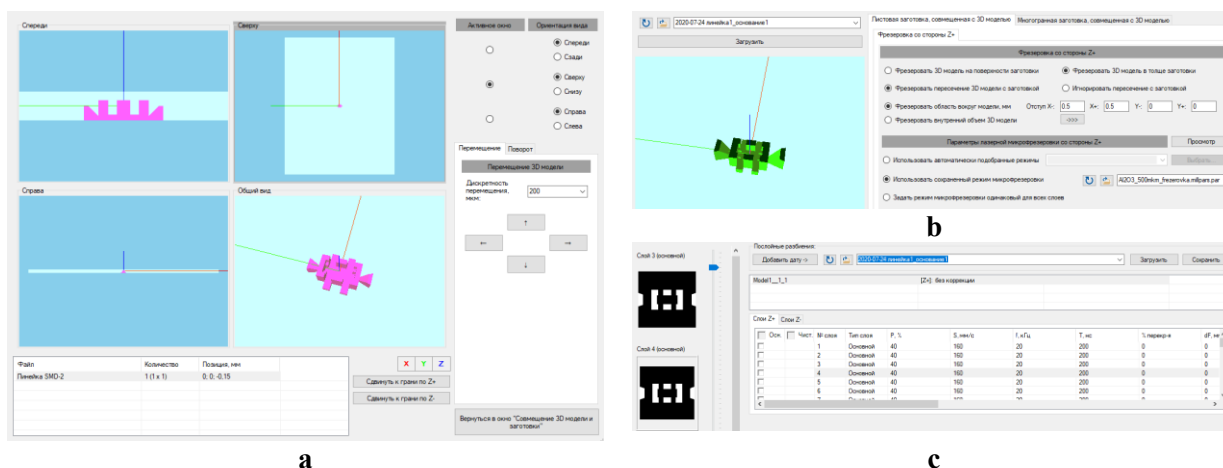 Спереди
Сверху
Активное окно
Ориентация вида
Спереди
Сзади
Сверху
Снизу
Справа
Слева
Справа
Общий вид
Перемещение
Поворот
Перемещение 3D модели
Дискретность
перемещения,
мкм:
200
↑
← →
↓
Файл Количество Позиция, мм
Линейка SMD-2 1 (1 x 1) 0; 0; -0,15
X Y Z
Сдвинуть к грани по Z+
Сдвинуть к грани по Z-
Вернуться в окно "Совмещение 3D модели и
заготовки"
a
2020-07-24 линейка1_основание1
Загрузить
Листовая заготовка, совмещенная с 3D моделью
Многогранная заготовка, совмещенная с 3D моделью
Фрезеровка со стороны Z+
Фрезеровка со стороны Z+
Фрезеровать 3D модель на поверхности заготовки
Фрезеровать 3D модель в толще заготовки
Фрезеровать пересечение 3D модели с заготовкой
Игнорировать пересечение с заготовкой
Фрезеровать область вокруг модели, мм Отступ X-: 0.5 X+: 0.5 Y-: 0 Y+: 0
Фрезеровать внутренний объем 3D модели
Параметры лазерной микрофрезеровки со стороны Z+
Просмотр
Использовать автоматически подобранные режимы
Выбрать...
Использовать сохраненный режим микрофрезеровки
Al2O3_500mkm_frezerovka.millpars.par
Задать режим микрофрезеровки одинаковый для всех слоев
b
Слой 3 (основной)
Слой 4 (основной)
Послойные разбиения:
Добавить дату->
2020-07-24 линейка1_основание1
Загрузить
Сохранить
Model1__1_1 [Z+]: без коррекции
Слои Z+ Слои Z-
Осн. Чист. № слоя Тип слоя P, % S, мм/с f, кГц T, нс % перекр-я dF, мк
1 Основной 40 160 20 200 0 0
2 Основной 40 160 20 200 0 0
3 Основной 40 160 20 200 0 0
4 Основной 40 160 20 200 0 0
5 Основной 40 160 20 200 0 0
6 Основной 40 160 20 200 0 0
c